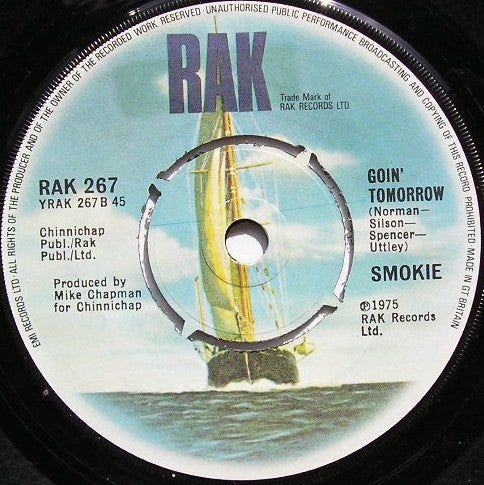 ALL RIGHTS OF THE PRODUCER AND OF THE OWNER OF THE RECORDED WORK RESERVED UNAUTHORISED PUBLIC PERFORMANCE BROADCASTING AND COPYING OF THIS RECORD PROHIBITED MADE IN GT BRITAIN
EMI RECORDS LTD
RAK
Trade Mark of
RAK RECORDS LTD
RAK 267
YRAK 267 B 45
Chinnichap
Publ./Rak
Publ./Ltd.
Produced by
Mike Chapman
for Chinnichap
GOIN'
TOMORROW
(Norman—
Silson—
Spencer—
Uttley)
SMOKIE
℗1975
RAK Records
Ltd.